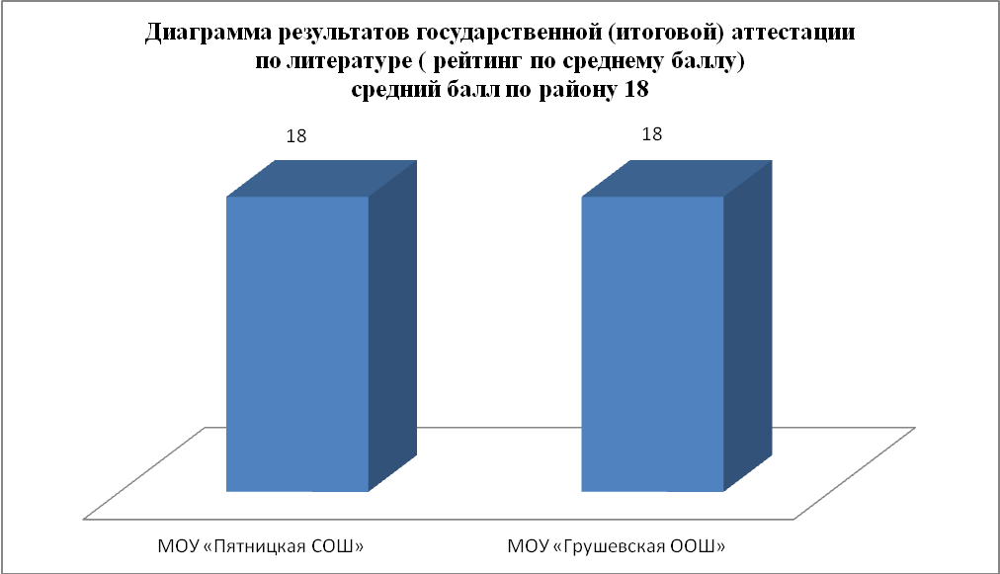 Диаграмма результатов государственной (итоговой) аттестации
по литературе ( рейтинг по среднему баллу)
средний балл по району 18
18
18
МОУ «Пятницкая СОШ»
МОУ «Грушевская ООШ»